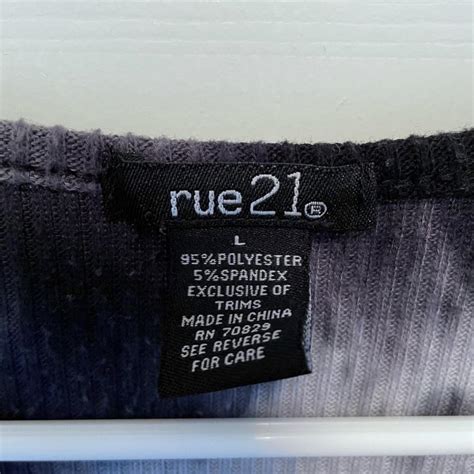 rue21®
L
95%POLYESTER
5%SPANDEX
EXCLUSIVE OF
TRIMS
MADE IN CHINA
RN 70829
SEE REVERSE
FOR CARE